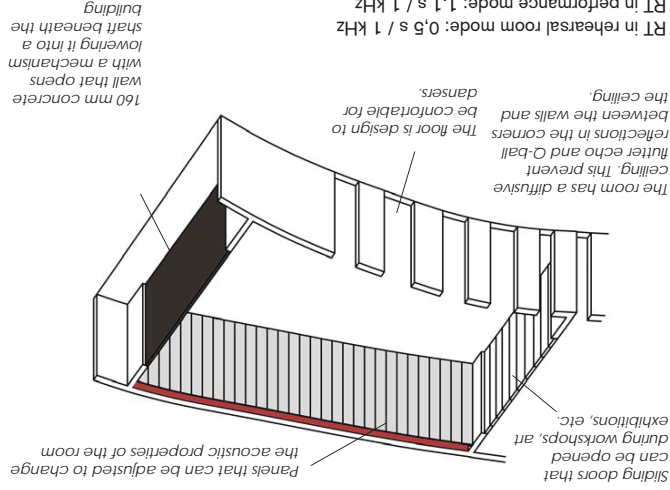 Sliding doors that
can be opened
during workshops, art
exhibitions, etc.
Panels that can be adjusted to change
the acoustic properties of the room
The room has a diffusive
ceiling. This prevent
flutter echo and Q-ball
reflections in the corners
between the walls and
the ceiling.
The floor is design to
be confortable for
dansers.
160 mm concrete
wall that opens
with a mechanism
lowering it into a
shaft beneath the
building
RT in rehearsal room mode: 0,5 s / 1 kHz
RT in performance mode: 1,1 s / 1 kHz